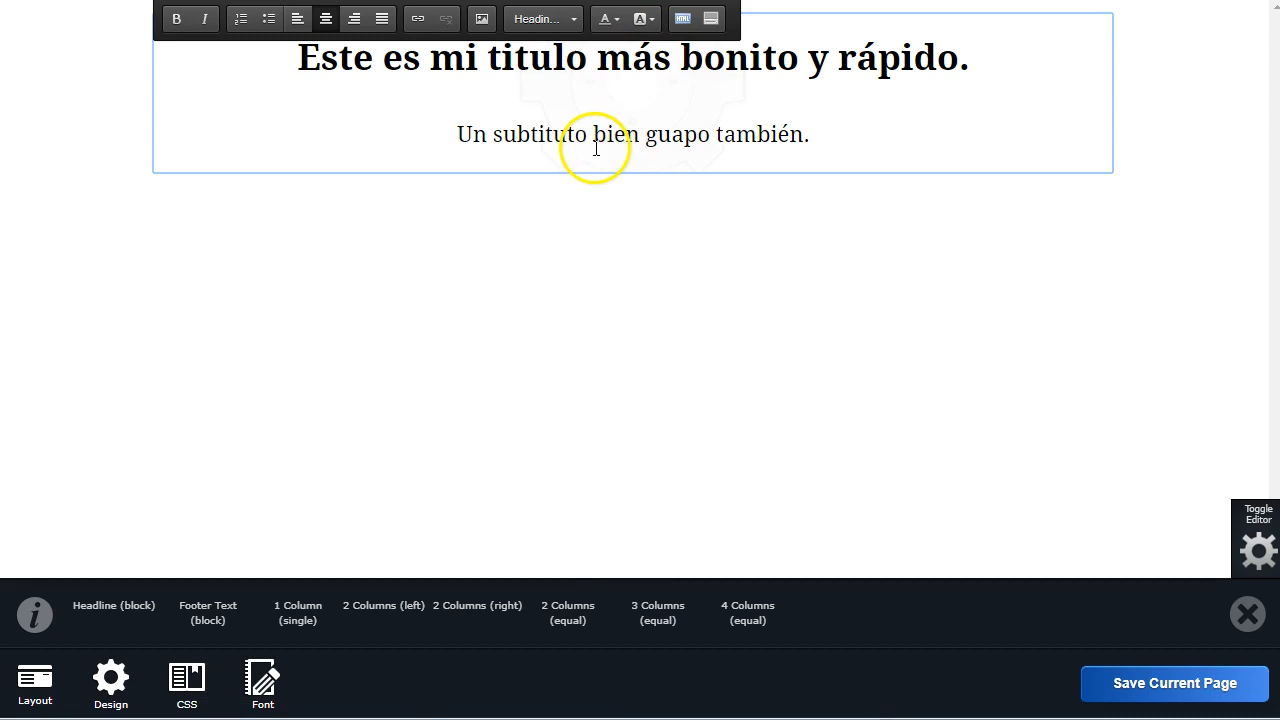 B I Headin... A A HTML
Este es mi titulo más bonito y rápido.
Un subtituto bien guapo también.
Toggle
Editor
Headline (block)
Footer Text
(block)
1 Column
(single)
2 Columns (left)
2 Columns (right)
2 Columns
(equal)
3 Columns
(equal)
4 Columns
(equal)
Layout
Design
CSS
Font
Save Current Page